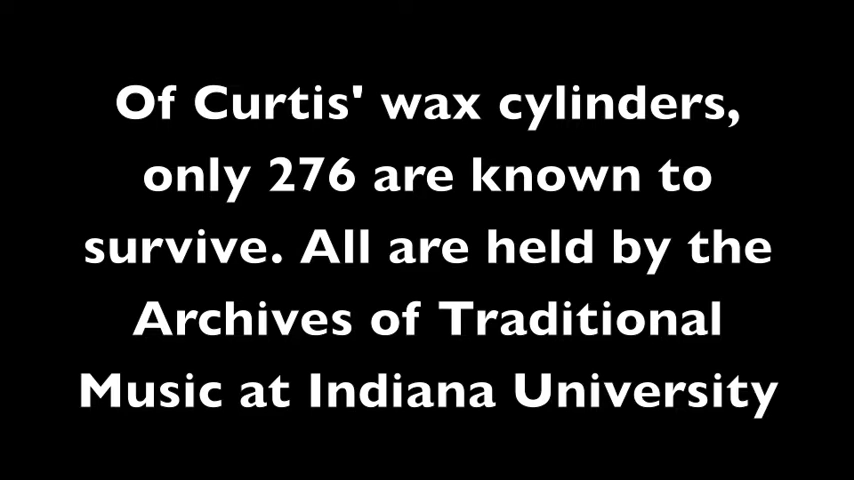 Of Curtis' wax cylinders,
only 276 are known to
survive. All are held by the
Archives of Traditional
Music at Indiana University